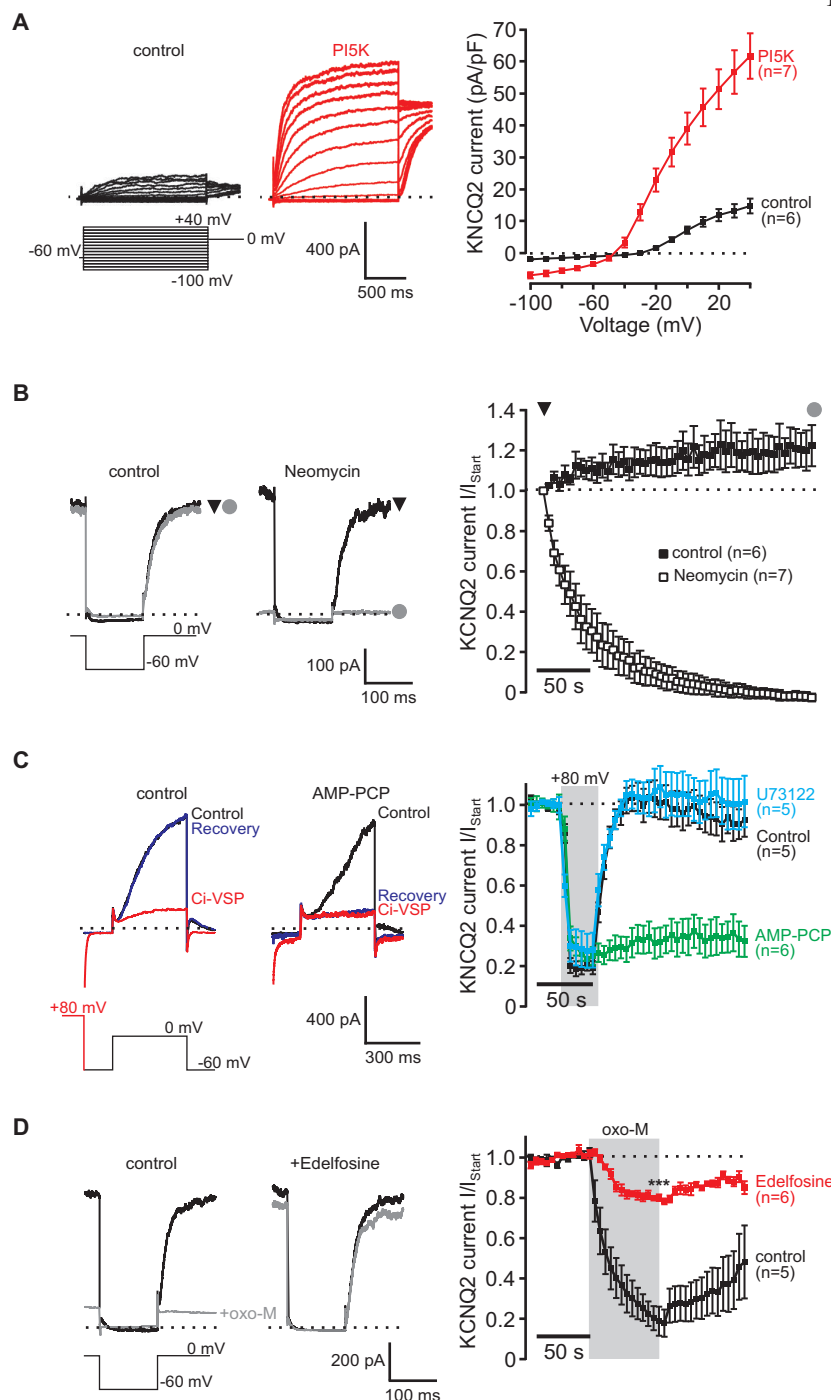 A
control
PI5K
+40 mV
-60 mV
0 mV
-100 mV
400 pA
500 ms
KNCQ2 current (pA/pF)
70
60
50
40
30
20
10
0
-100
-60
-20
20
Voltage (mV)
PI5K
(n=7)
control
(n=6)
B
control
Neomycin
0 mV
-60 mV
100 pA
100 ms
KCNQ2 current I/I Start
1.4
1.2
1.0
0.6
0.4
0.2
0
control (n=6)
Neomycin (n=7)
50 s
C
control
AMP-PCP
Control
Recovery
Ci-VSP
Control
Recovery
Ci-VSP
+80 mV
0 mV
-60 mV
400 pA
300 ms
KNCQ2 current I/I Start
+80 mV
1.0
0.8
0.6
0.4
0.2
0
50 s
U73122
(n=5)
Control
(n=5)
AMP-PCP
(n=6)
D
control
+Edelfosine
+oxo-M
0 mV
-60 mV
200 pA
100 ms
KCNQ2 current I/I Start
oxo-M
1.0
0.8
0.6
0.4
0.2
0
***
50 s
Edelfosine
(n=6)
control
(n=5)